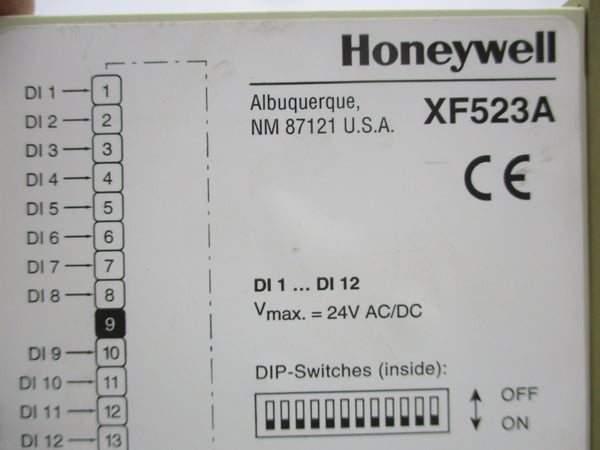 Honeywell
Albuquerque,
NM 87121 U.S.A.
XF523A
CE
DI 1 1
DI 2 2
DI 3 3
DI 4 4
DI 5 5
DI 6 6
DI 7 7
DI 8 8
9
DI 9 10
DI 10 11
DI 11 12
DI 12 13
DI 1 ... DI 12
Vmax. = 24V AC/DC
DIP-Switches (inside):
OFF
ON